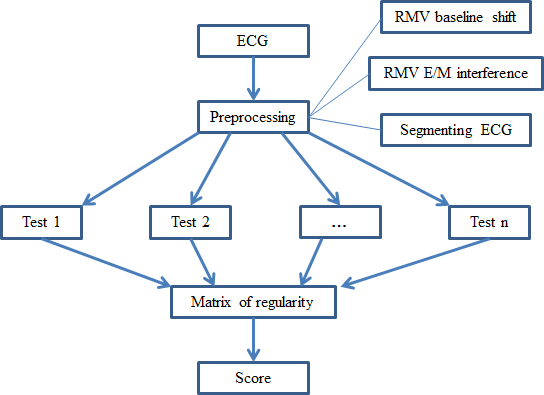 RMV baseline shift
ECG
RMV E/M interference
Preprocessing
Segmenting ECG
Test 1
Test 2
...
Test n
Matrix of regularity
Score